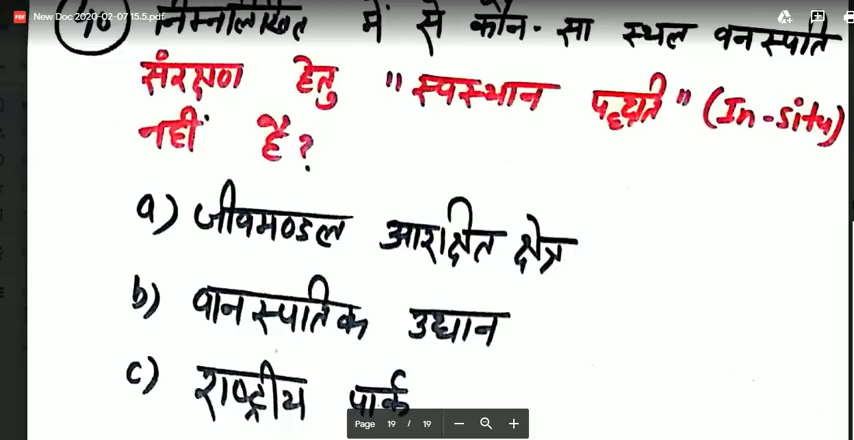 New Doc 2020-02-07 15.5.pdf
40) निम्नलिखित में से कौन-सा स्थल वनस्पति
संरक्षण हेतु "स्वस्थान पद्धति" (In-situ)
नहीं है?
a) जीवमण्डल आरक्षित क्षेत्र
b) वानस्पतिक उद्यान
c) राष्ट्रीय पार्क
Page 19 / 19